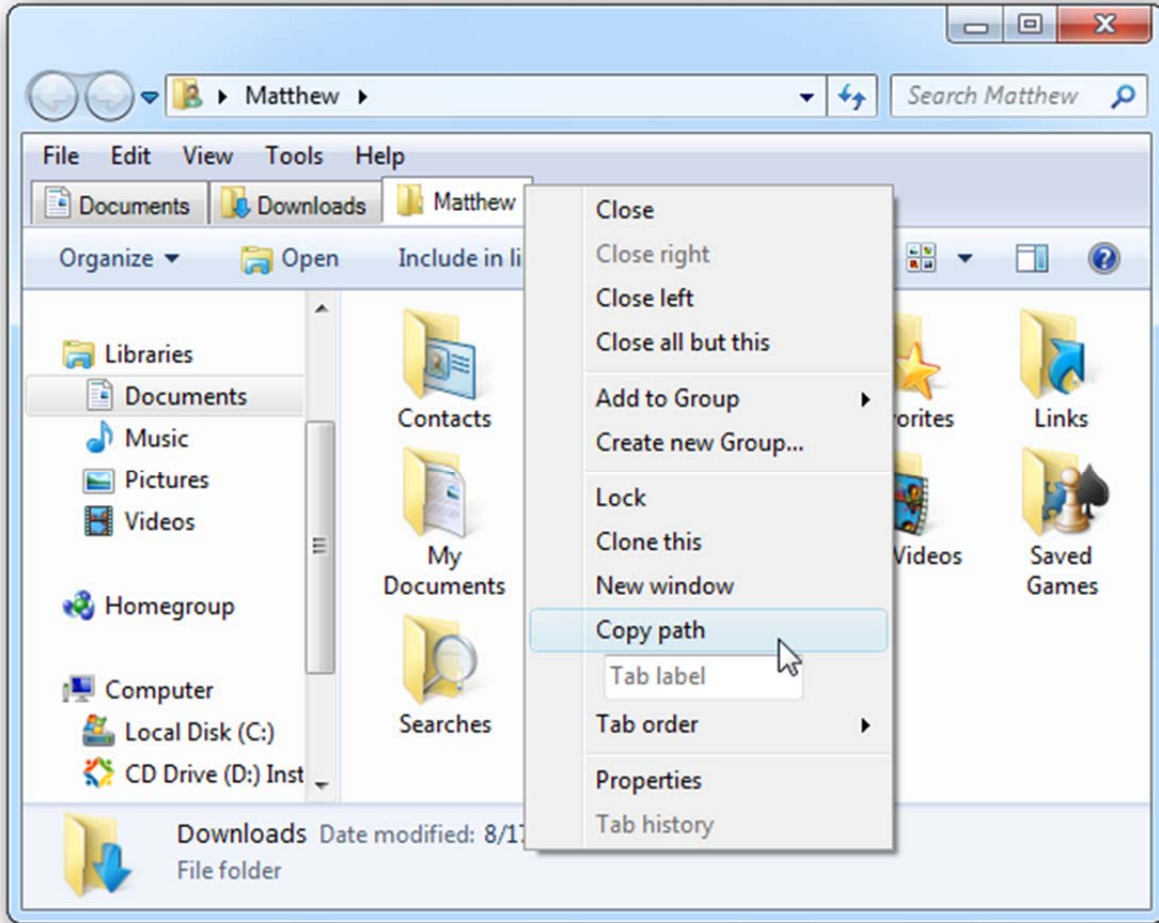 Matthew
Search Matthew
File Edit View Tools Help
Documents Downloads Matthew
Organize Open Include in li
Libraries
Documents
Music
Pictures
Videos
Homegroup
Computer
Local Disk (C:)
CD Drive (D:) Inst
Contacts
orites
Links
My
Documents
Videos
Saved
Games
Searches
Close
Close right
Close left
Close all but this
Add to Group
Create new Group...
Lock
Clone this
New window
Copy path
Tab label
Tab order
Properties
Tab history
Downloads Date modified: 8/17
File folder